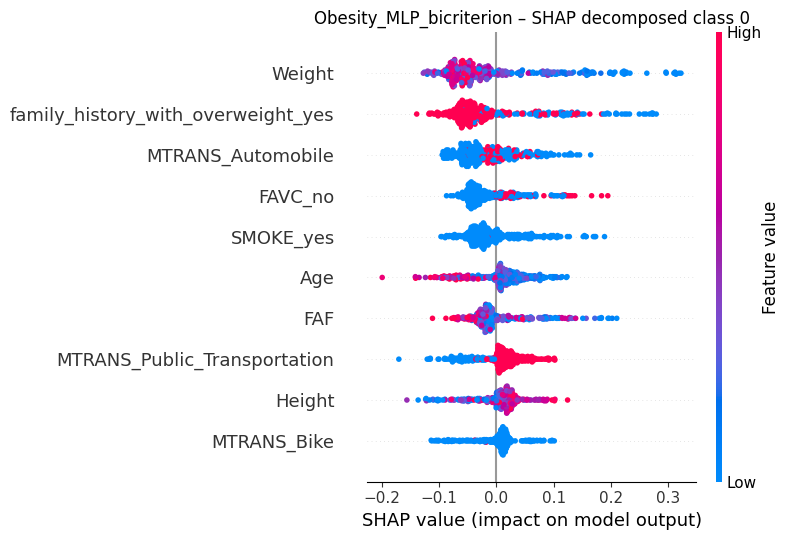 Obesity_MLP_bicriterion – SHAP decomposed class 0
High
Weight
family_history_with_overweight_yes
MTRANS_Automobile
FAVC_no
SMOKE_yes
Age
FAF
MTRANS_Public_Transportation
Height
MTRANS_Bike
Feature value
Low
−0.2 −0.1 0.0 0.1 0.2 0.3
SHAP value (impact on model output)